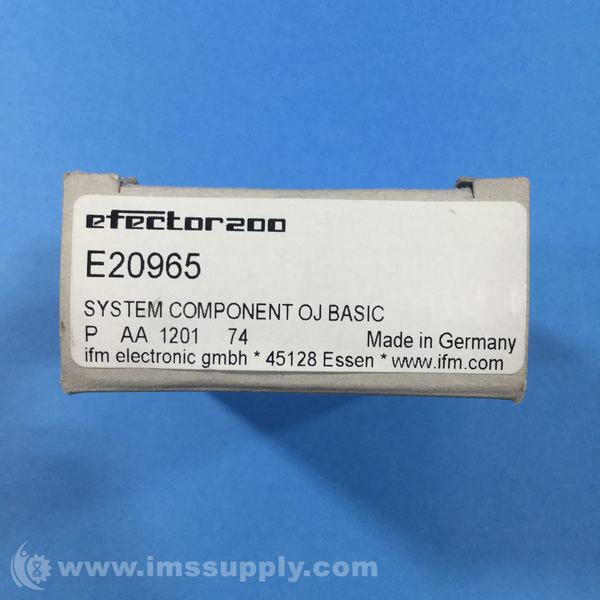 efector200
E20965
SYSTEM COMPONENT OJ BASIC
P AA 1201 74 Made in Germany
ifm electronic gmbh * 45128 Essen * www.ifm.com
www.imssupply.com